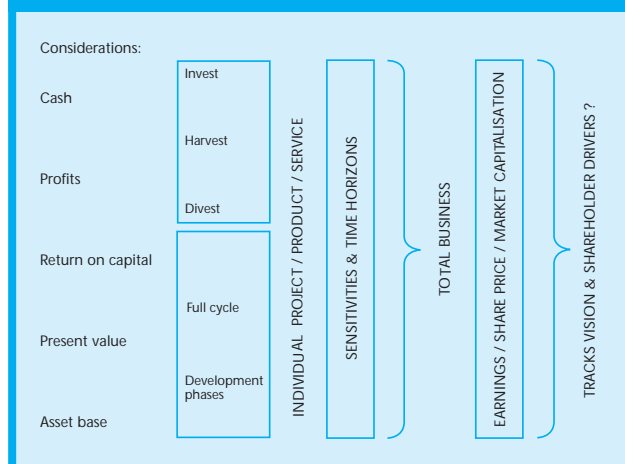 Considerations:
Cash
Profits
Return on capital
Present value
Asset base
Invest
Harvest
Divest
Full cycle
Development
phases
INDIVIDUAL PROJECT / PRODUCT / SERVICE
SENSITIVITIES & TIME HORIZONS
TOTAL BUSINESS
EARNINGS / SHARE PRICE / MARKET CAPITALISATION
TRACKS VISION & SHAREHOLDER DRIVERS ?